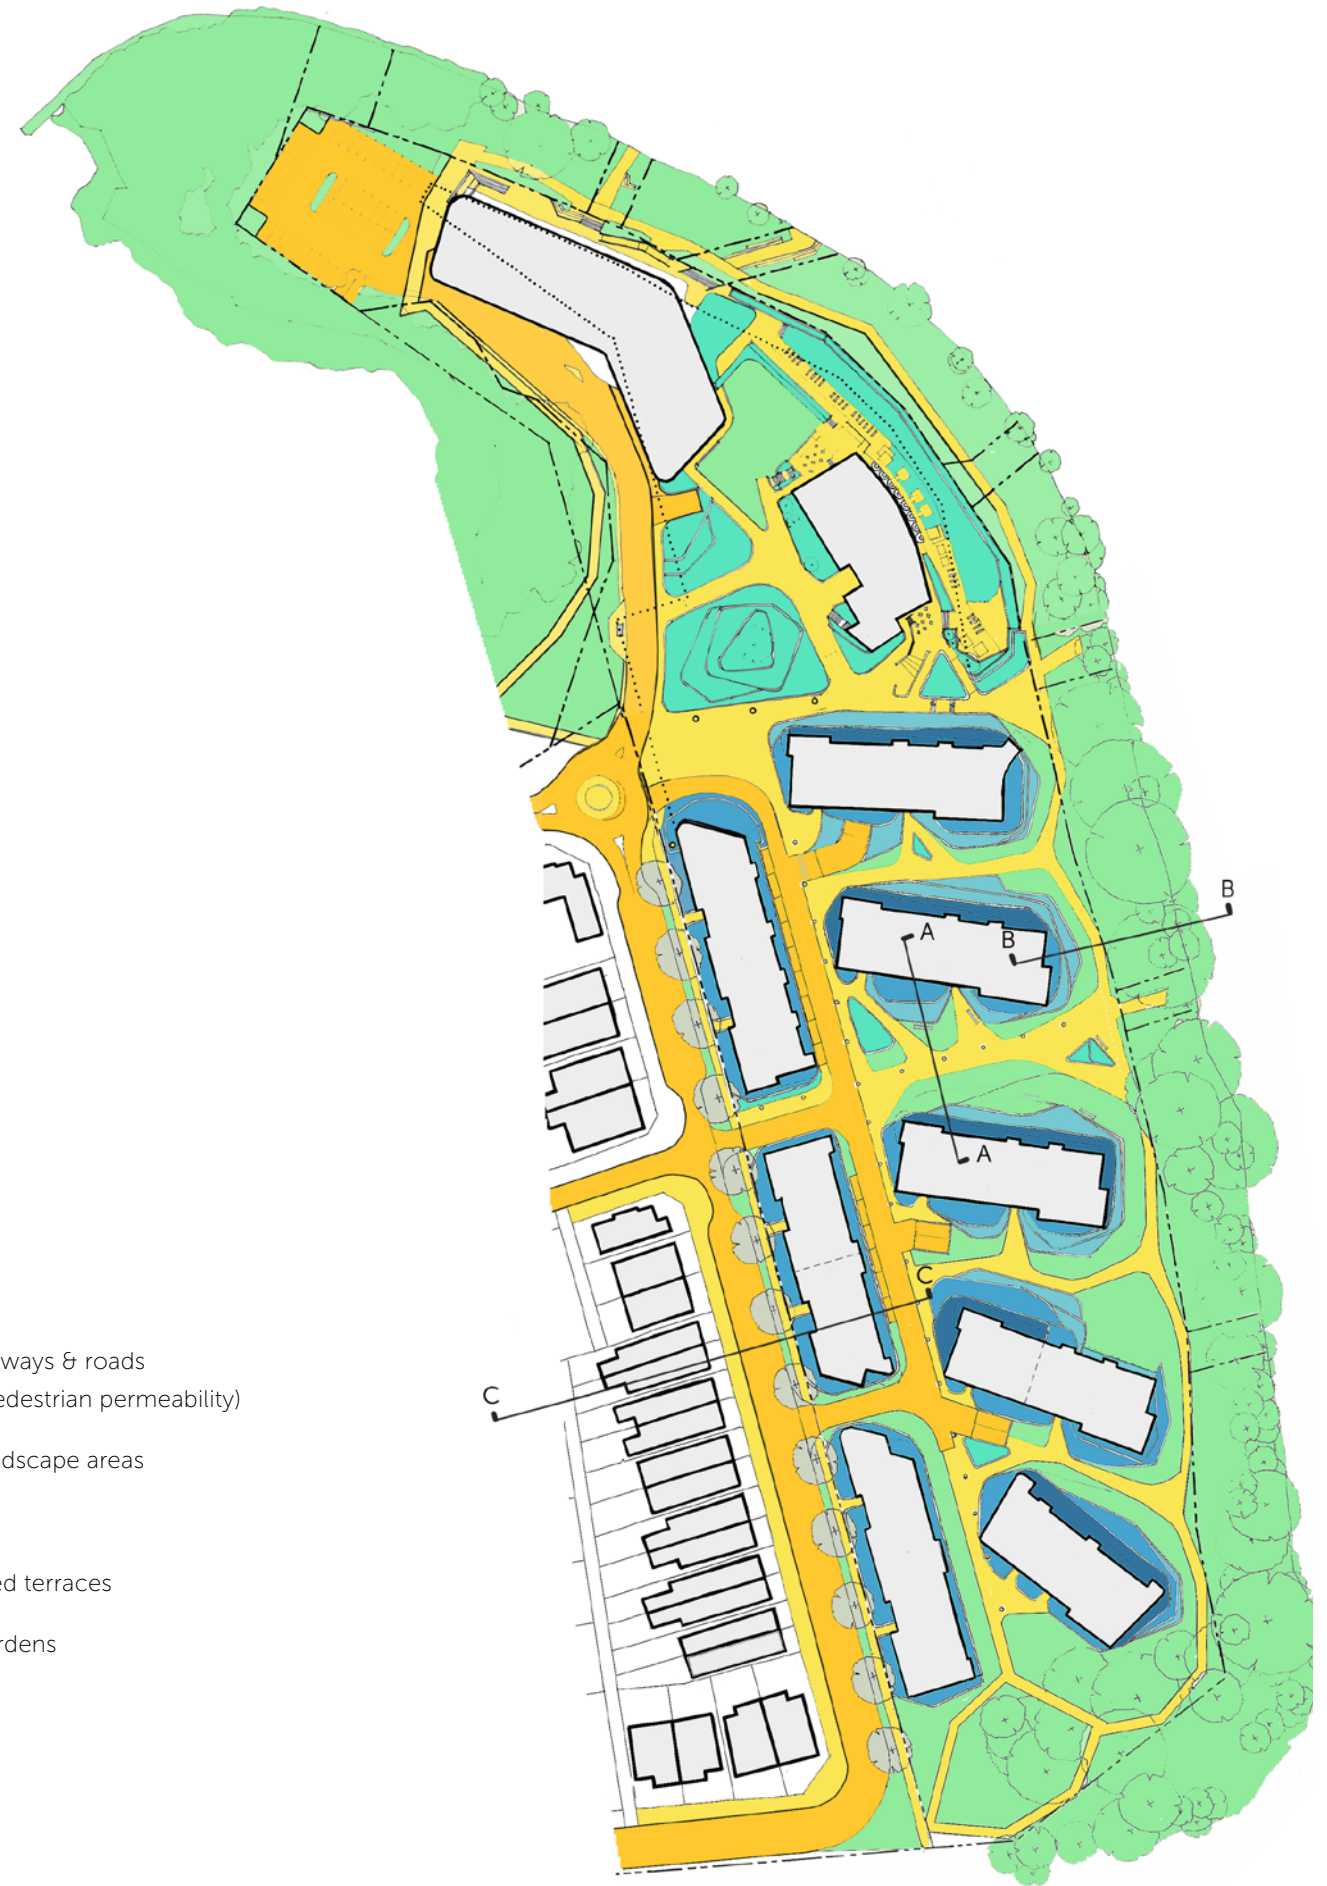 ways & roads
edestrian permeability)
dscape areas
ed terraces
rdens
B
A
B
A
C
C